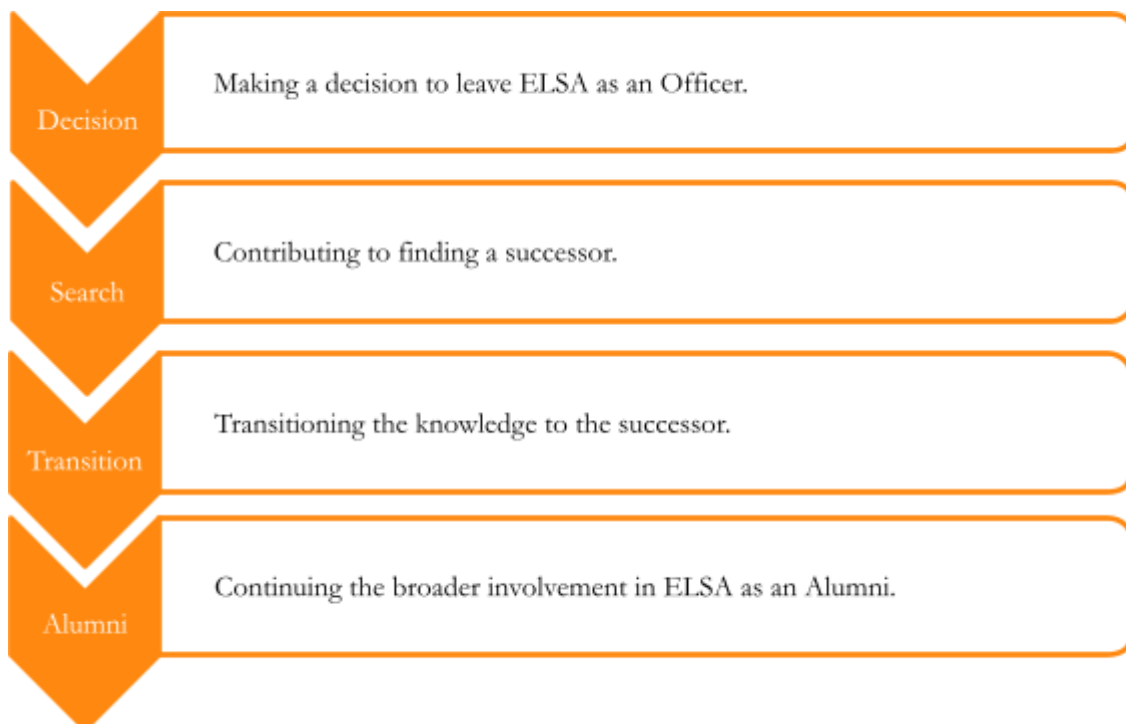 Decision
Making a decision to leave ELSA as an Officer.
Search
Contributing to finding a successor.
Transition
Transitioning the knowledge to the successor.
Alumni
Continuing the broader involvement in ELSA as an Alumni.